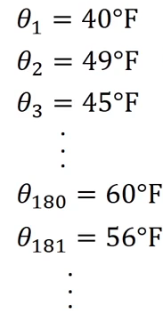 θ₁ = 40°F
θ₂ = 49°F
θ₃ = 45°F
⋮
θ₁₈₀ = 60°F
θ₁₈₁ = 56°F
⋮